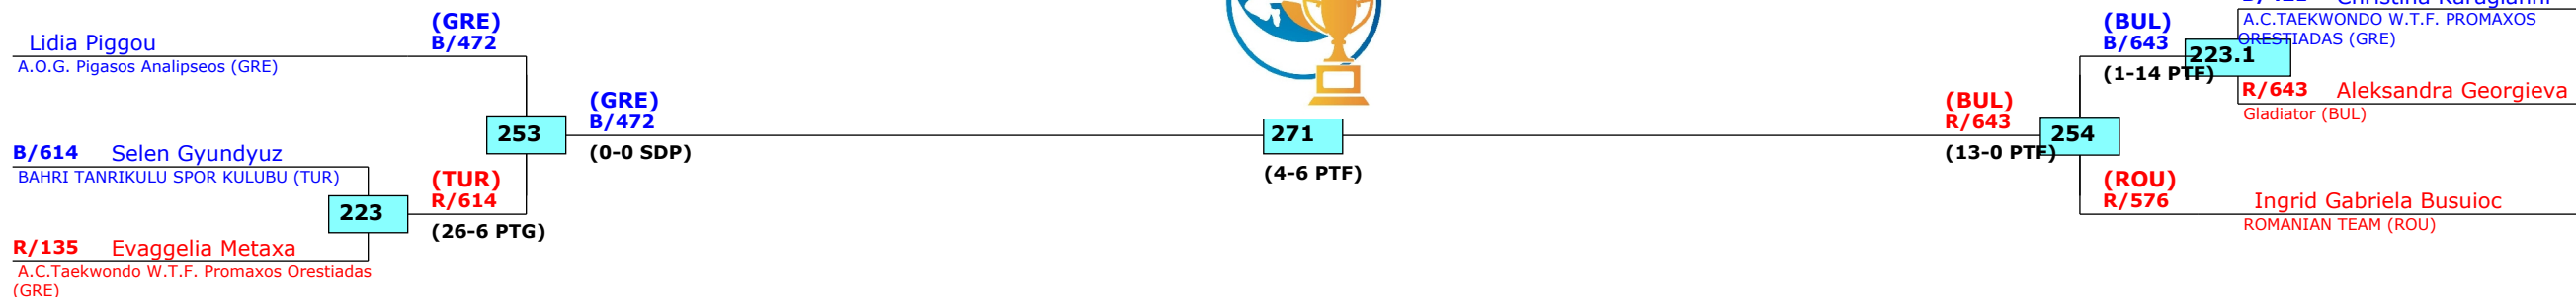 (GRE)
B/472
Lidia Piggou
A.O.G. Pigasos Analipseos (GRE)
253
(GRE)
B/472
(0-0 SDP)
B/614 Selen Gyundyuz
BAHRI TANRIKULU SPOR KULUBU (TUR)
223
(TUR)
R/614
(26-6 PTG)
R/135 Evaggelia Metaxa
A.C.Taekwondo W.T.F. Promaxos Orestiadas
(GRE)
271
(4-6 PTF)
A.C.TAEKWONDO W.T.F. PROMAXOS
ORESTIADAS (GRE)
(BUL)
B/643
223.1
(1-14 PTF)
R/643 Aleksandra Georgieva
Gladiator (BUL)
(BUL)
R/643
254
(13-0 PTF)
(ROU)
R/576
Ingrid Gabriela Busuioc
ROMANIAN TEAM (ROU)